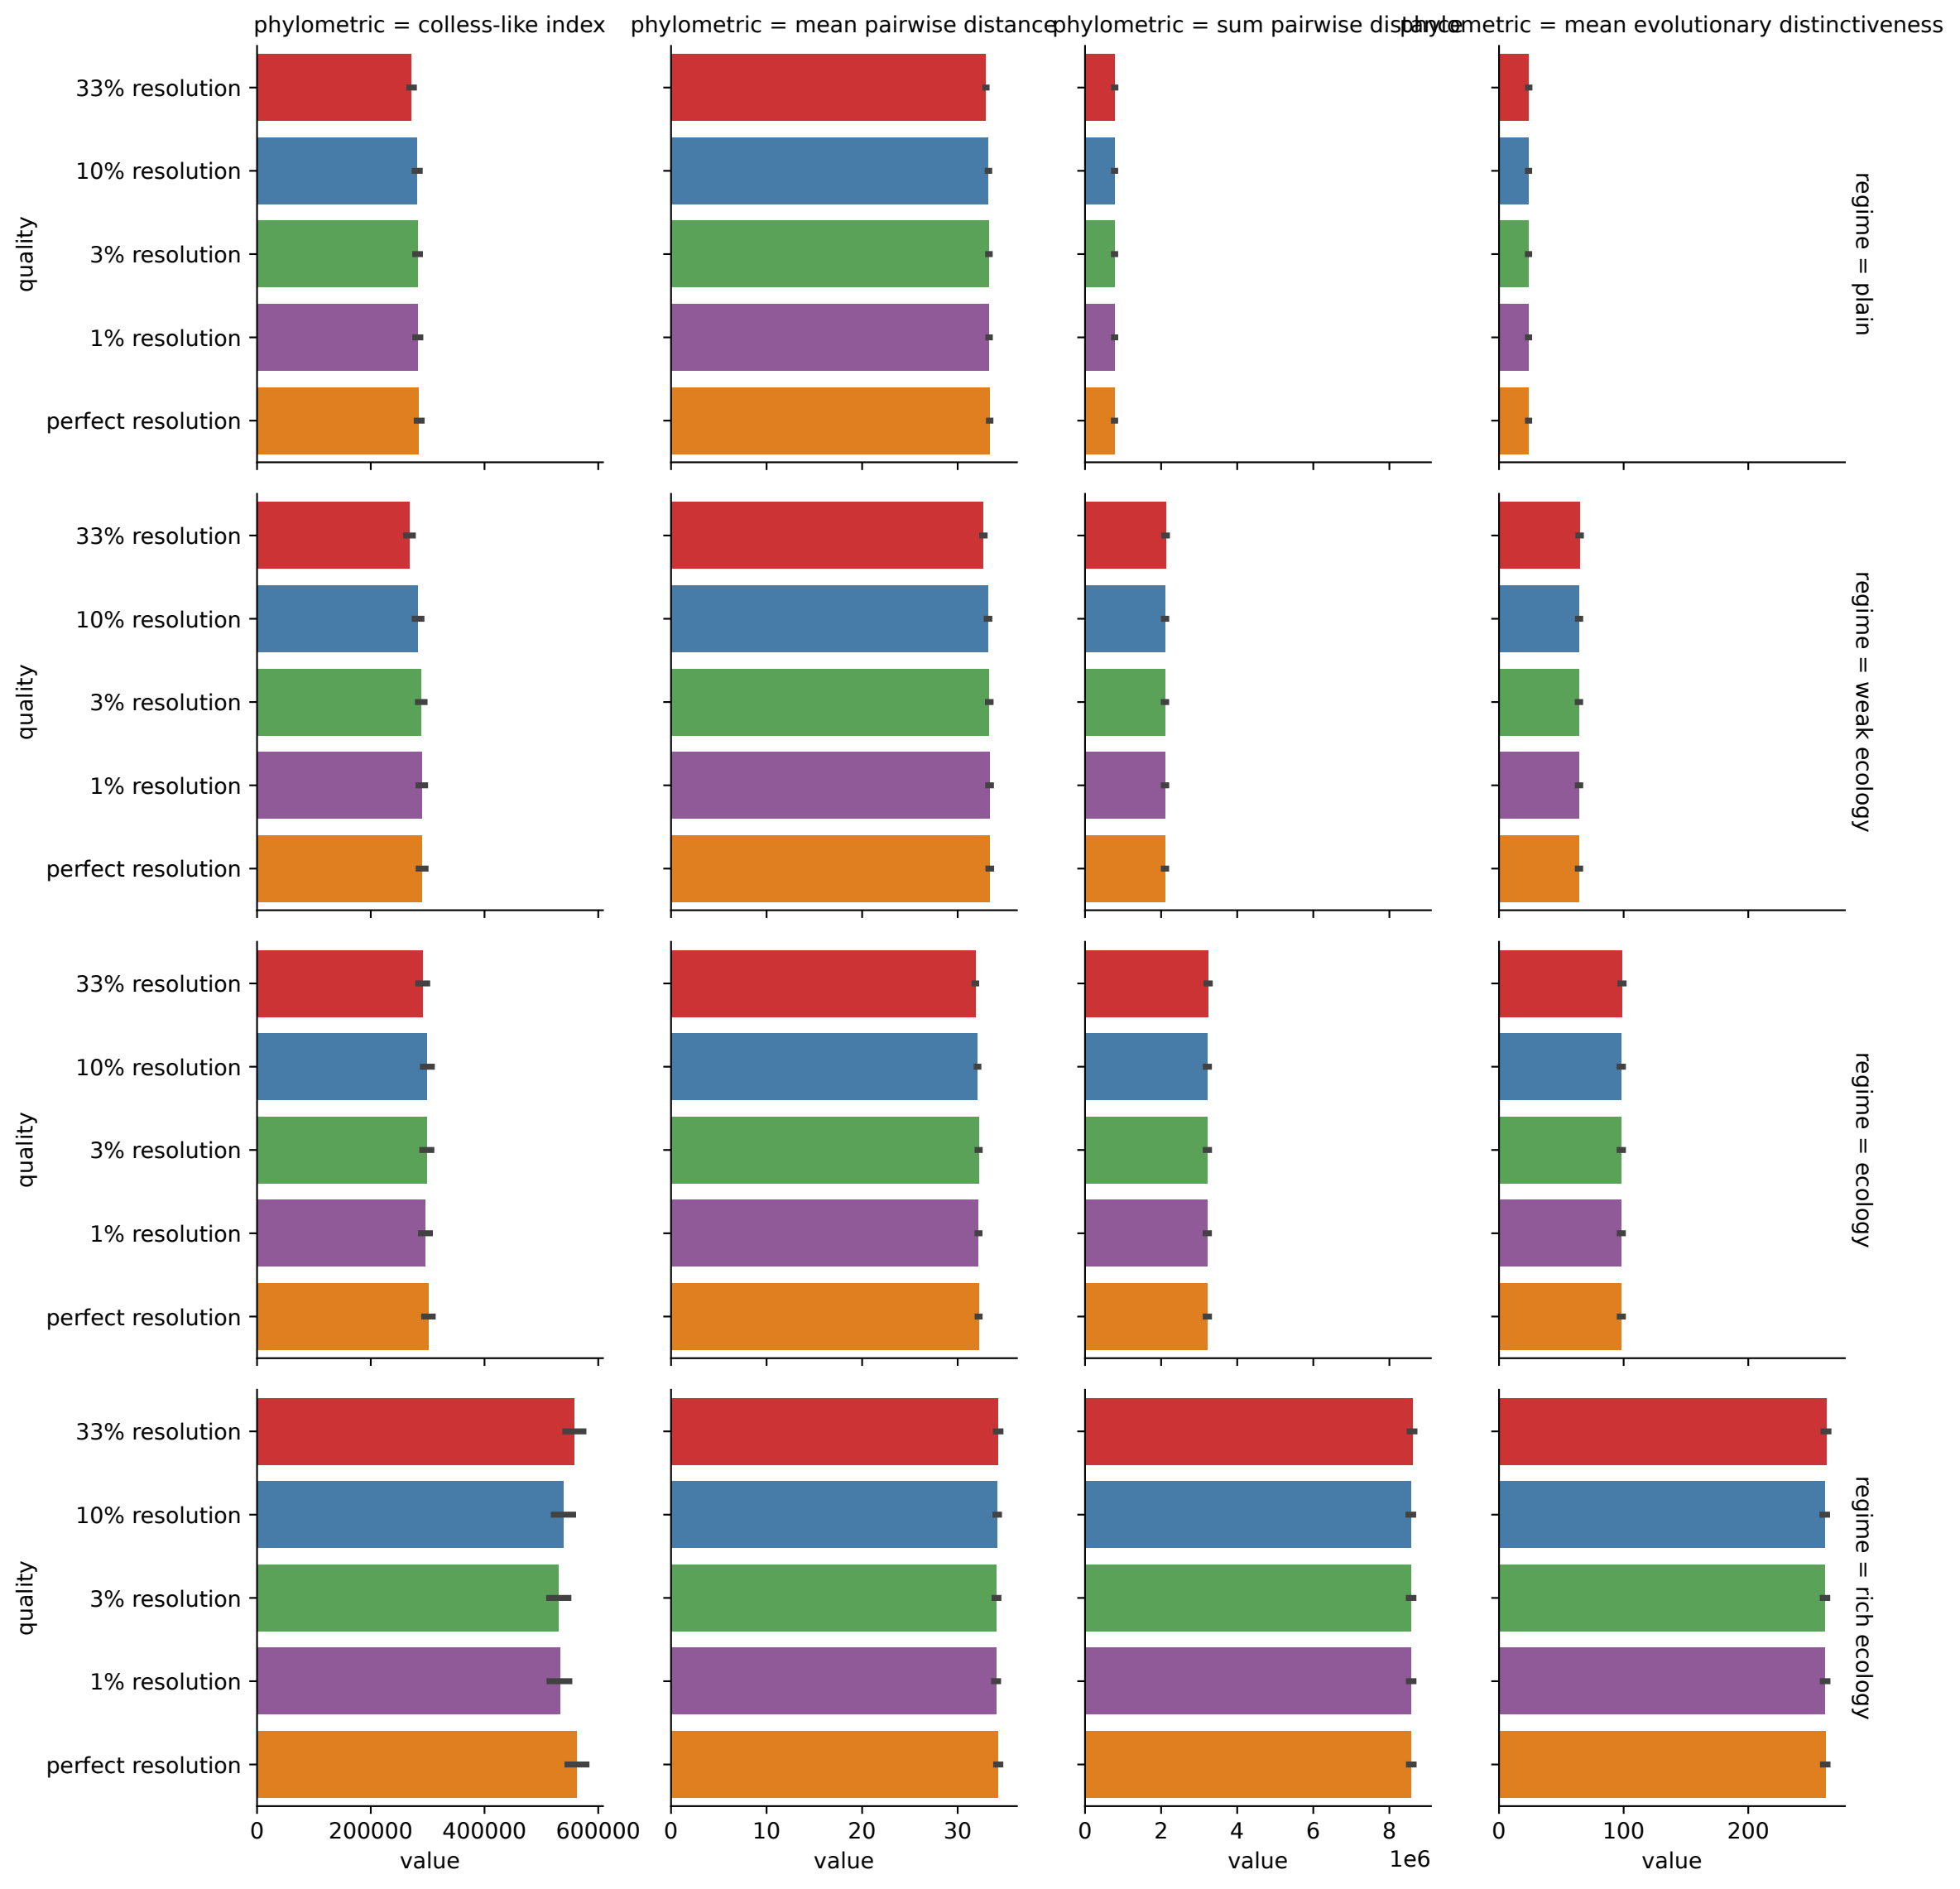 phylometric = colless-like index
phylometric = mean pairwise distance
phylometric = sum pairwise distance
phylometric = mean evolutionary distinctiveness
quality
33% resolution
10% resolution
3% resolution
1% resolution
perfect resolution
regime = plain
quality
33% resolution
10% resolution
3% resolution
1% resolution
perfect resolution
regime = weak ecology
quality
33% resolution
10% resolution
3% resolution
1% resolution
perfect resolution
regime = ecology
quality
33% resolution
10% resolution
3% resolution
1% resolution
perfect resolution
regime = rich ecology
0 200000 400000 600000
value
0 10 20 30
value
0 2 4 6 8
1e6
value
0 100 200
value